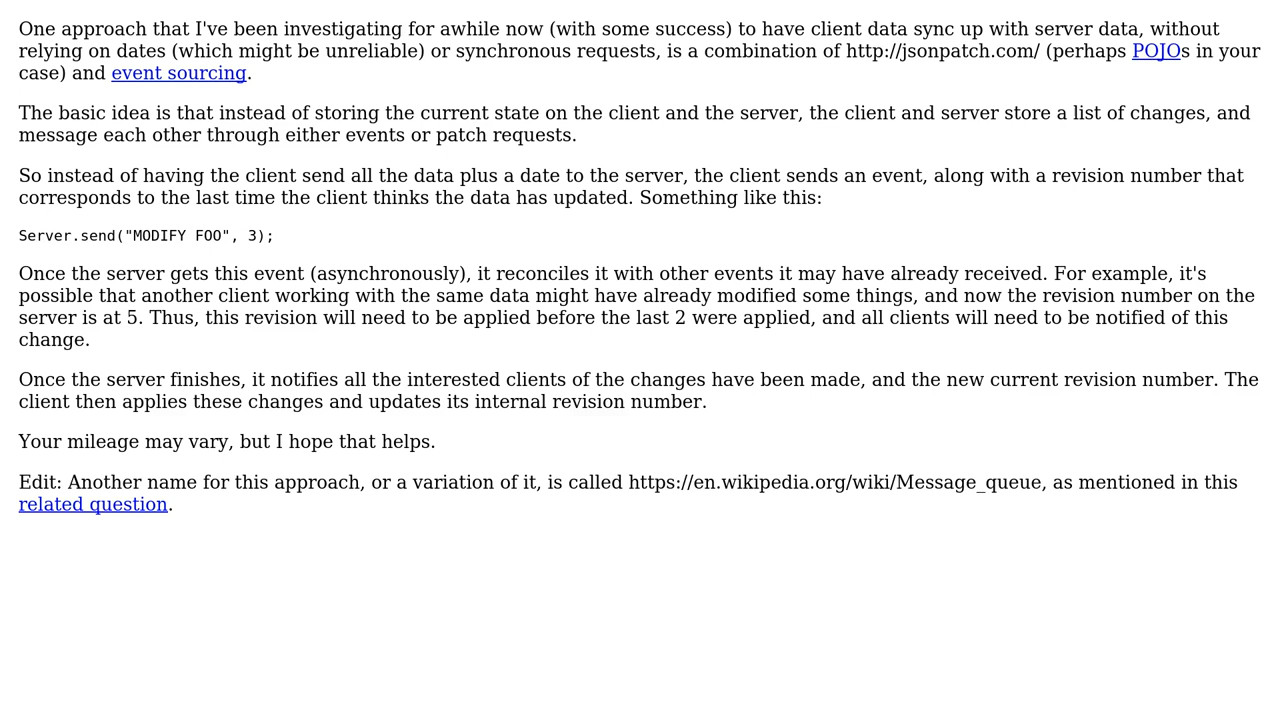 One approach that I've been investigating for awhile now (with some success) to have client data sync up with server data, without
relying on dates (which might be unreliable) or synchronous requests, is a combination of http://jsonpatch.com/ (perhaps POJOs in your
case) and event sourcing.
The basic idea is that instead of storing the current state on the client and the server, the client and server store a list of changes, and
message each other through either events or patch requests.
So instead of having the client send all the data plus a date to the server, the client sends an event, along with a revision number that
corresponds to the last time the client thinks the data has updated. Something like this:
Server.send("MODIFY FOO", 3);
Once the server gets this event (asynchronously), it reconciles it with other events it may have already received. For example, it's
possible that another client working with the same data might have already modified some things, and now the revision number on the
server is at 5. Thus, this revision will need to be applied before the last 2 were applied, and all clients will need to be notified of this
change.
Once the server finishes, it notifies all the interested clients of the changes have been made, and the new current revision number. The
client then applies these changes and updates its internal revision number.
Your mileage may vary, but I hope that helps.
Edit: Another name for this approach, or a variation of it, is called https://en.wikipedia.org/wiki/Message_queue, as mentioned in this
related question.